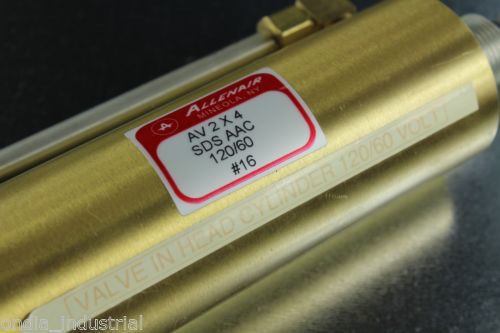 A
ALLENAIR
MINEOLA, NY
AV 2 X 4
SDS AAC
120/60
#16
(VALVE IN HEAD CYLINDER 120/60 VOLT)
ondia_industrial